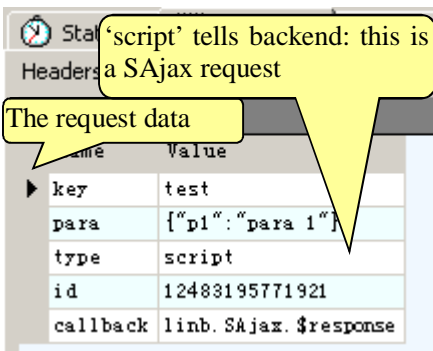 Stat
'script' tells backend: this is
a SAjax request
Headers
The request data
Value
key test
para {"p1":"para 1"}
type script
id 12483195771921
callback linb.SAjax.$response